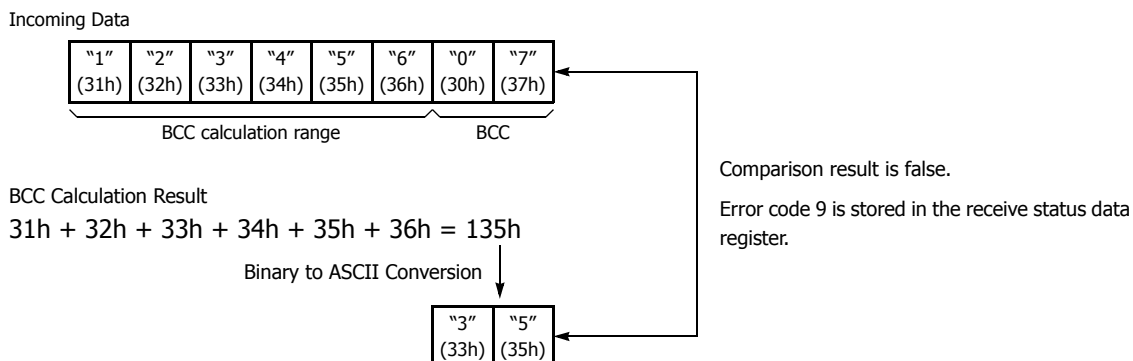 Incoming Data
“1” “2” “3” “4” “5” “6” “0” “7”
(31h) (32h) (33h) (34h) (35h) (36h) (30h) (37h)
BCC calculation range BCC
Comparison result is false.
BCC Calculation Result
Error code 9 is stored in the receive status data
register.
31h + 32h + 33h + 34h + 35h + 36h = 135h
Binary to ASCII Conversion
“3” “5”
(33h) (35h)